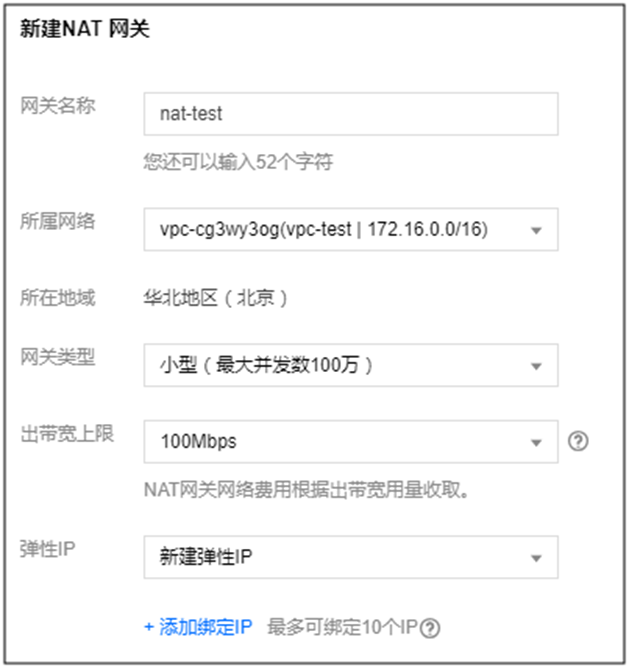 新建NAT 网关
网关名称
nat-test
您还可以输入52个字符
所属网络
vpc-cg3wy3og(vpc-test | 172.16.0.0/16)
所在地域
华北地区（北京）
网关类型
小型（最大并发数100万）
出带宽上限
100Mbps
?
NAT网关网络费用根据出带宽用量收取。
弹性IP
新建弹性IP
+ 添加绑定IP 最多可绑定10个IP?